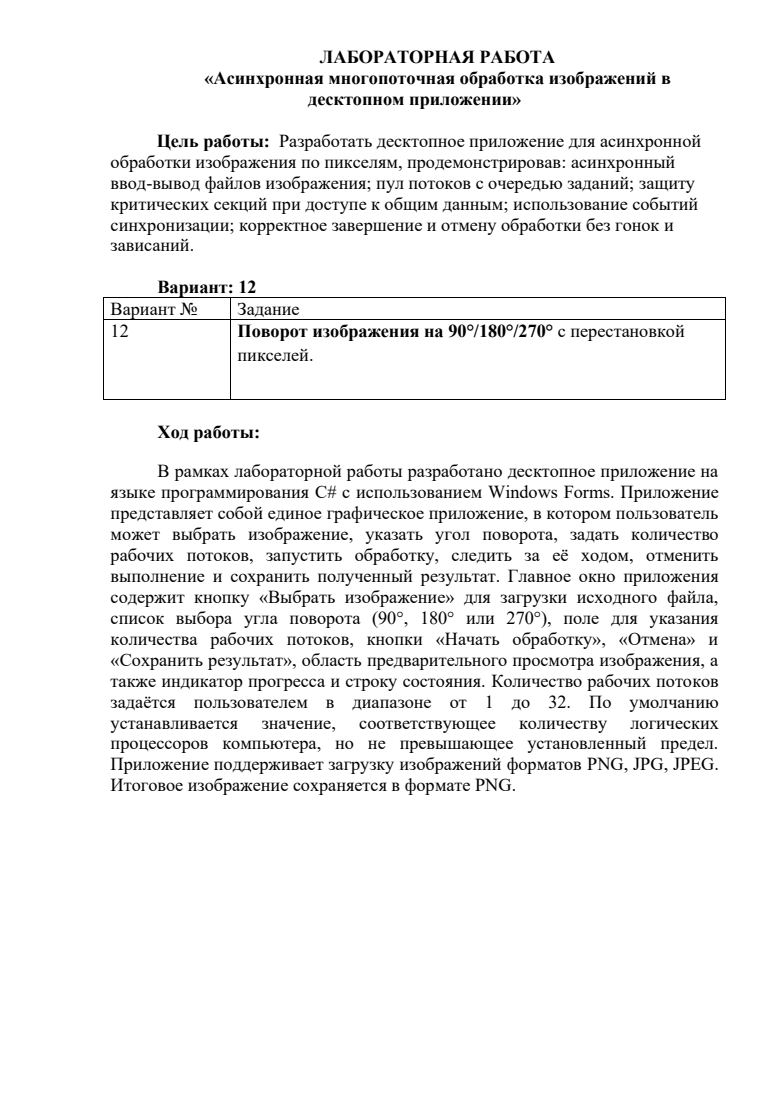 ЛАБОРАТОРНАЯ РАБОТА
«Асинхронная многопоточная обработка изображений в
десктопном приложении»
Цель работы: Разработать десктопное приложение для асинхронной
обработки изображения по пикселям, продемонстрировав: асинхронный
ввод-вывод файлов изображения; пул потоков с очередью заданий; защиту
критических секций при доступе к общим данным; использование событий
синхронизации; корректное завершение и отмену обработки без гонок и
зависаний.
Вариант: 12
Вариант № Задание
12 Поворот изображения на 90°/180°/270° с перестановкой
пикселей.
Ход работы:
В рамках лабораторной работы разработано десктопное приложение на
языке программирования C# с использованием Windows Forms. Приложение
представляет собой единое графическое приложение, в котором пользователь
может выбрать изображение, указать угол поворота, задать количество
рабочих потоков, запустить обработку, следить за её ходом, отменить
выполнение и сохранить полученный результат. Главное окно приложения
содержит кнопку «Выбрать изображение» для загрузки исходного файла,
список выбора угла поворота (90°, 180° или 270°), поле для указания
количества рабочих потоков, кнопки «Начать обработку», «Отмена» и
«Сохранить результат», область предварительного просмотра изображения, а
также индикатор прогресса и строку состояния. Количество рабочих потоков
задаётся пользователем в диапазоне от 1 до 32. По умолчанию
устанавливается значение, соответствующее количеству логических
процессоров компьютера, но не превышающее установленный предел.
Приложение поддерживает загрузку изображений форматов PNG, JPG, JPEG.
Итоговое изображение сохраняется в формате PNG.